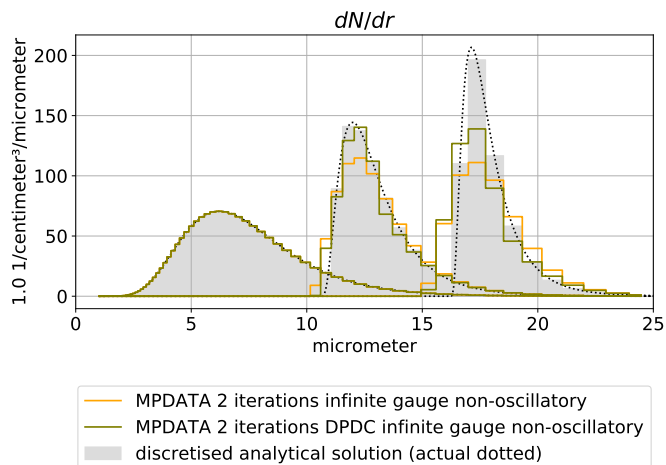 dN/dr
1.0 1/centimeter³/micrometer
200
150
100
50
0
0 5 10 15 20 25
micrometer
MPDATA 2 iterations infinite gauge non-oscillatory
MPDATA 2 iterations DPDC infinite gauge non-oscillatory
discretised analytical solution (actual dotted)